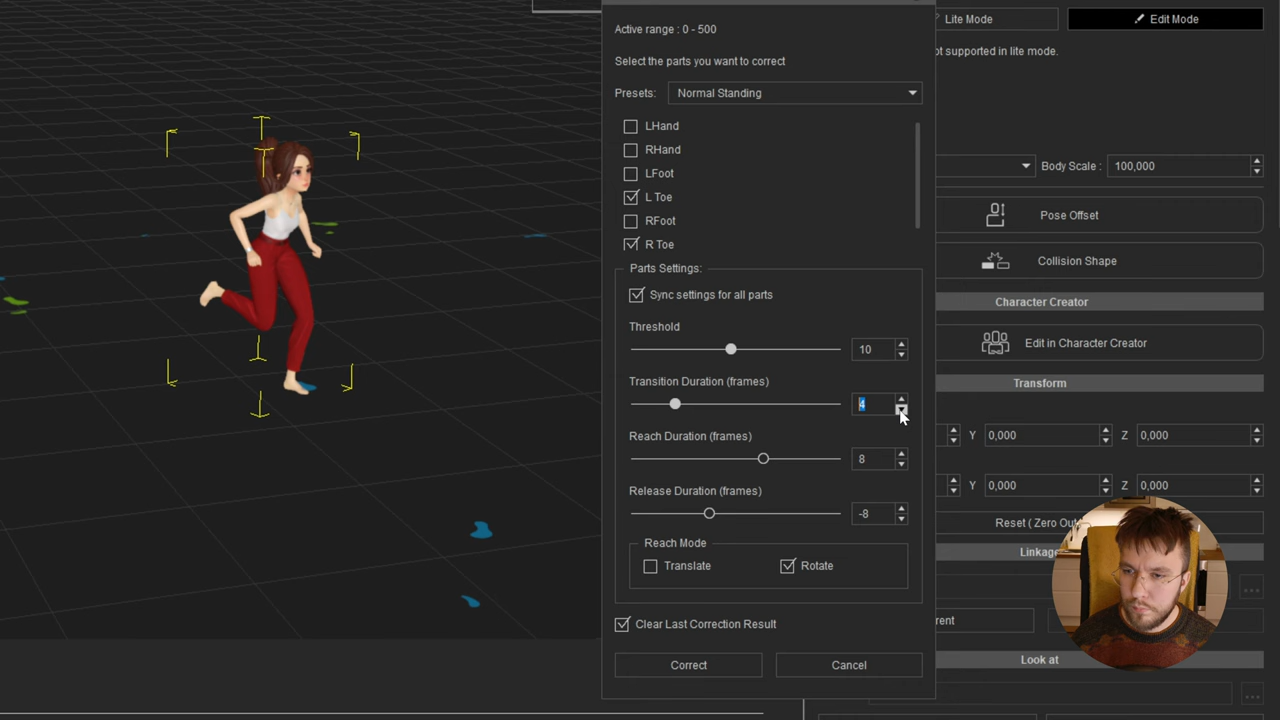 Lite Mode
Edit Mode
ot supported in lite mode.
Active range : 0 - 500
Select the parts you want to correct
Presets: Normal Standing
LHand
RHand
LFoot
L Toe
RFoot
R Toe
Parts Settings:
Sync settings for all parts
Threshold
10
Transition Duration (frames)
4
Reach Duration (frames)
8
Release Duration (frames)
-8
Reach Mode
Translate
Rotate
Clear Last Correction Result
Correct
Cancel
Body Scale : 100,000
Pose Offset
Collision Shape
Character Creator
Edit in Character Creator
Transform
Y 0,000 Z 0,000
Y 0,000 Z 0,000
Reset ( Zero Ou
Linkag
...
rent
Look at
...